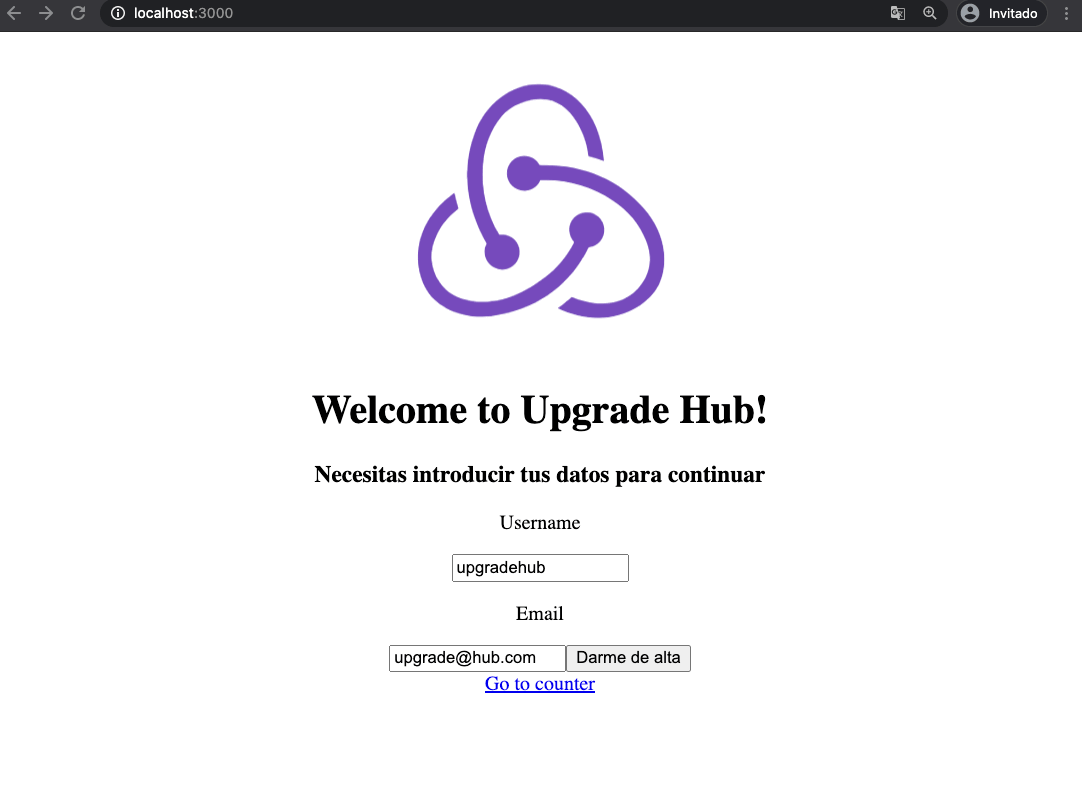 localhost:3000
Invitado
Welcome to Upgrade Hub!
Necesitas introducir tus datos para continuar
Username
upgradehub
Email
upgrade@hub.com Darme de alta
Go to counter